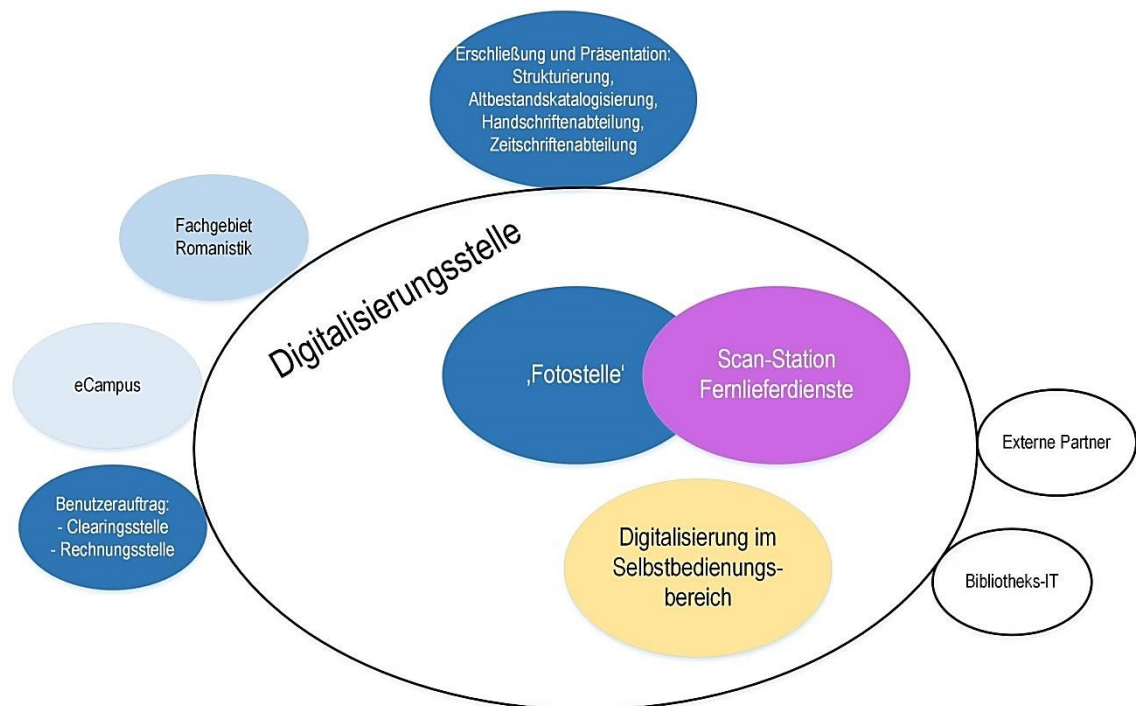 Erschließung und Präsentation:
Strukturierung,
Altbestandskatalogisierung,
Handschriftenabteilung,
Zeitschriftenabteilung
Fachgebiet
Romanistik
Digitalisierungsstelle
‚Fotostelle‘
Scan-Station
Fernlieferdienste
eCampus
Externe Partner
Benutzerauftrag:
- Clearingsstelle
- Rechnungsstelle
Digitalisierung im
Selbstbedienungs-
bereich
Bibliotheks-IT